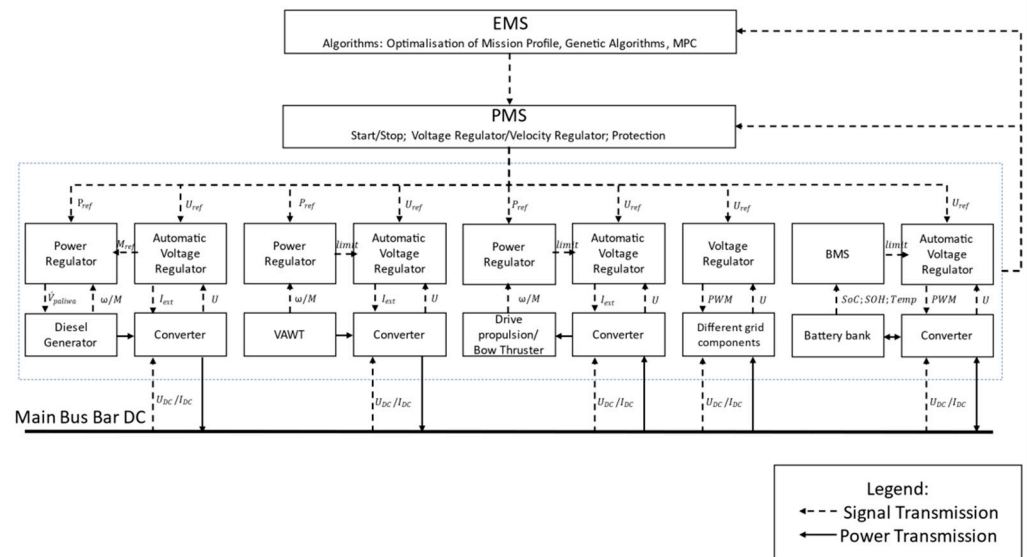 EMS
Algorithms: Optimalisation of Mission Profile, Genetic Algorithms, MPC
PMS
Start/Stop; Voltage Regulator/Velocity Regulator; Protection
P_ref
U_ref
P_ref
U_ref
P_ref
U_ref
U_ref
U_ref
Power
Regulator
M_ref
Automatic
Voltage
Regulator
Power
Regulator
limit
Automatic
Voltage
Regulator
Power
Regulator
limit
Automatic
Voltage
Regulator
Voltage
Regulator
BMS
limit
Automatic
Voltage
Regulator
V̇_paliwa
ω/M
I_ext
U
ω/M
I_ext
U
ω/M
I_ext
U
PWM
U
SoC; SOH; Temp
PWM
U
Diesel
Generator
Converter
VAWT
Converter
Drive
propulsion/
Bow Thruster
Converter
Different grid
components
Battery bank
Converter
U_DC/I_DC
U_DC/I_DC
U_DC/I_DC
U_DC/I_DC
U_DC/I_DC
Main Bus Bar DC
Legend:
Signal Transmission
Power Transmission